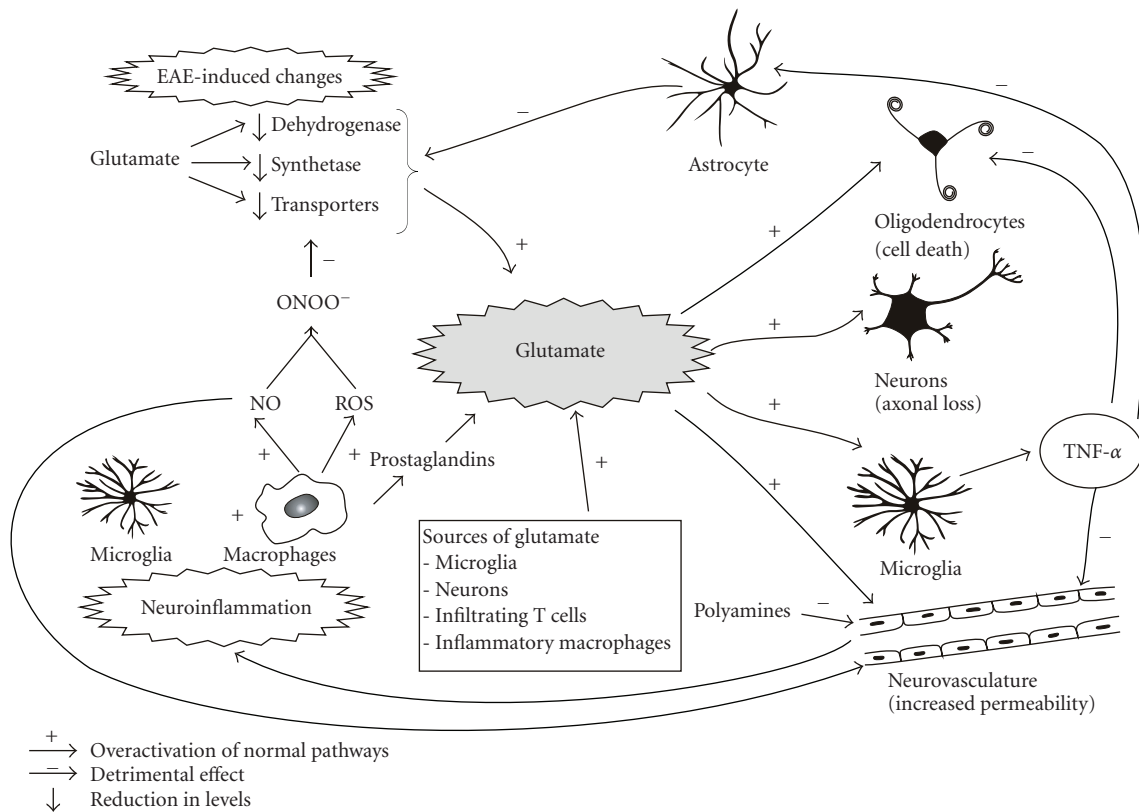 EAE-induced changes
Glutamate
Dehydrogenase
Synthetase
Transporters
−
+
Astrocyte
−
−
Oligodendrocytes
(cell death)
−
ONOO−
+
+
Glutamate
Neurons
(axonal loss)
NO
ROS
+
+
Prostaglandins
+
+
+
+
TNF-α
Microglia
Macrophages
Neuroinflammation
Sources of glutamate
- Microglia
- Neurons
- Infiltrating T cells
- Inflammatory macrophages
Microglia
−
Polyamines
−
Neurovasculature
(increased permeability)
+
Overactivation of normal pathways
−
Detrimental effect
Reduction in levels